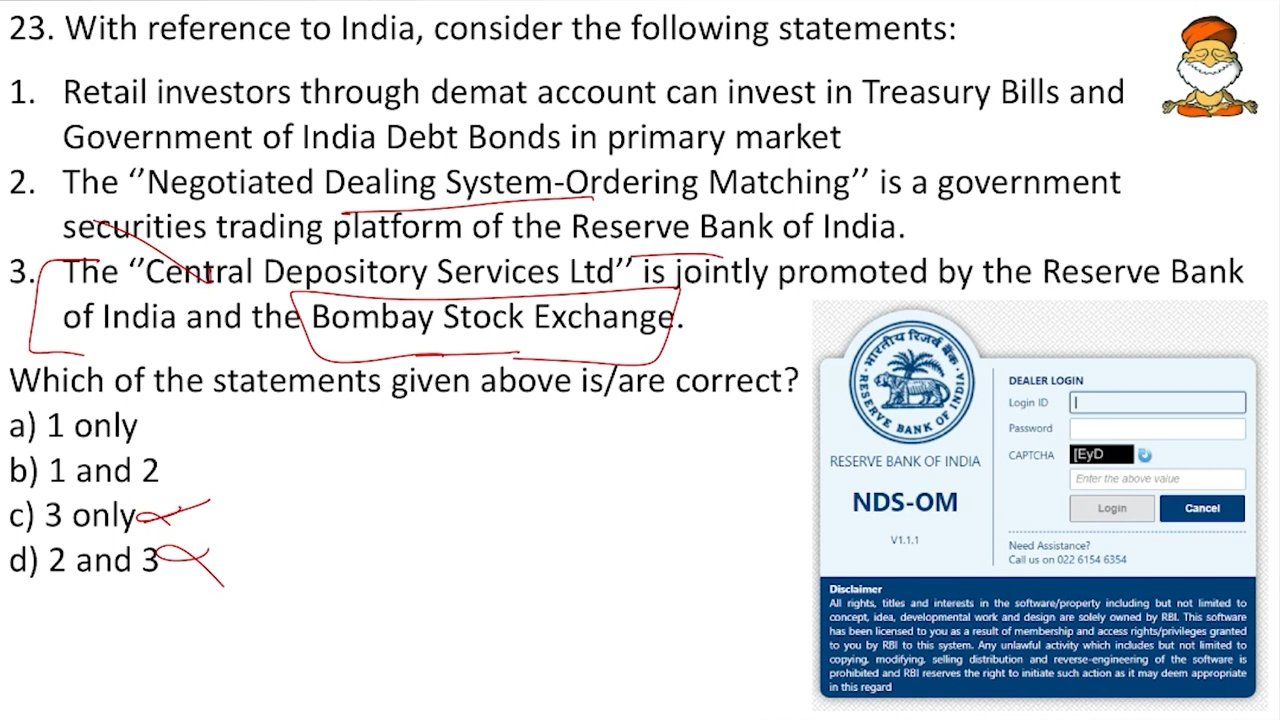 23. With reference to India, consider the following statements:
1. Retail investors through demat account can invest in Treasury Bills and
Government of India Debt Bonds in primary market
2. The ‘’Negotiated Dealing System-Ordering Matching’’ is a government
securities trading platform of the Reserve Bank of India.
3. The ‘’Central Depository Services Ltd’’ is jointly promoted by the Reserve Bank
of India and the Bombay Stock Exchange.
Which of the statements given above is/are correct?
a) 1 only
b) 1 and 2
c) 3 only
d) 2 and 3
भारतीय रिज़र्व बैंक
RESERVE BANK OF INDIA
RESERVE BANK OF INDIA
NDS-OM
V1.1.1
DEALER LOGIN
Login ID
Password
CAPTCHA [EyD
Enter the above value
Login Cancel
Need Assistance?
Call us on 022 6154 6354
Disclaimer
All rights, titles and interests in the software/property including but not limited to
concept, idea, developmental work and design are solely owned by RBI. This software
has been licensed to you as a result of membership and access rights/privileges granted
to you by RBI to this system. Any unlawful activity which includes but not limited to
copying, modifying, selling distribution and reverse-engineering of the software is
prohibited and RBI reserves the right to initiate such action as it may deem appropriate
in this regard